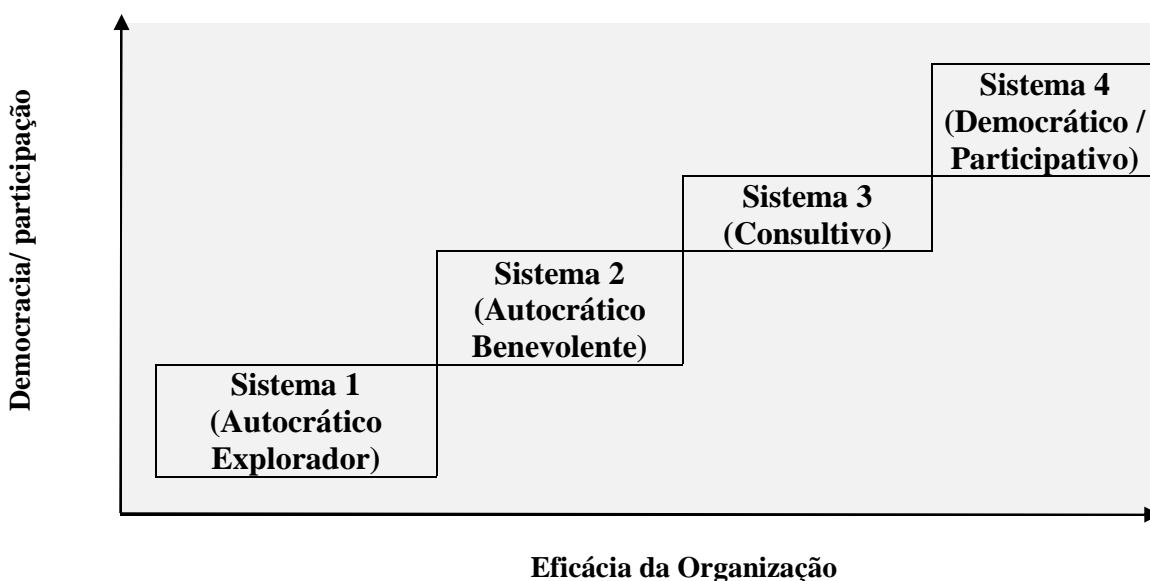 Democracia/ participação
Sistema 4
(Democrático /
Participativo)
Sistema 3
(Consultivo)
Sistema 2
(Autocrático
Benevolente)
Sistema 1
(Autocrático
Explorador)
Eficácia da Organização